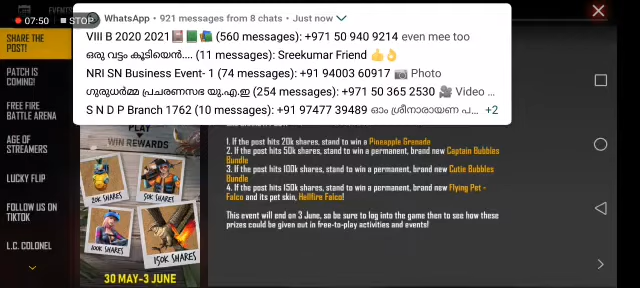 07:50 STOP
WhatsApp • 921 messages from 8 chats • Just now
VIII B 2020 2021 (560 messages): +971 50 940 9214 even mee too
ഒരു വട്ടം കൂടിയെൻ.... (11 messages): Sreekumar Friend 👍👌
NRI SN Business Event- 1 (74 messages): +91 94003 60917 📷 Photo
ഗുരുധർമ്മ പ്രചരണസഭ യു.എ.ഇ (254 messages): +971 50 365 2530 🎥 Video ...
S N D P Branch 1762 (10 messages): +91 97477 39489 ഓം ശ്രീനാരായണ പ... +2
EVENT
SHARE THE
POST!
PATCH IS
COMING!
FREE FIRE
BATTLE ARENA
AGE OF
STREAMERS
LUCKY FLIP
FOLLOW US ON
TIKTOK
L.C. COLONEL
PLAY
WIN REWARDS
20K SHARES
50K SHARES
100K SHARES
150K SHARES
30 MAY-3 JUNE
1. If the post hits 20k shares, stand to win a Pineapple Grenade
2. If the post hits 50k shares, stand to win a permanent, brand new Captain Bubbles
Bundle
3. If the post hits 100k shares, stand to win a permanent, brand new Cutie Bubbles
Bundle
4. If the post hits 150k shares, stand to win a permanent, brand new Flying Pet -
Falco and its pet skin, Hellfire Falco!
This event will end on 3 June, so be sure to log into the game then to see how these
prizes could be given out in free-to-play activities and events!